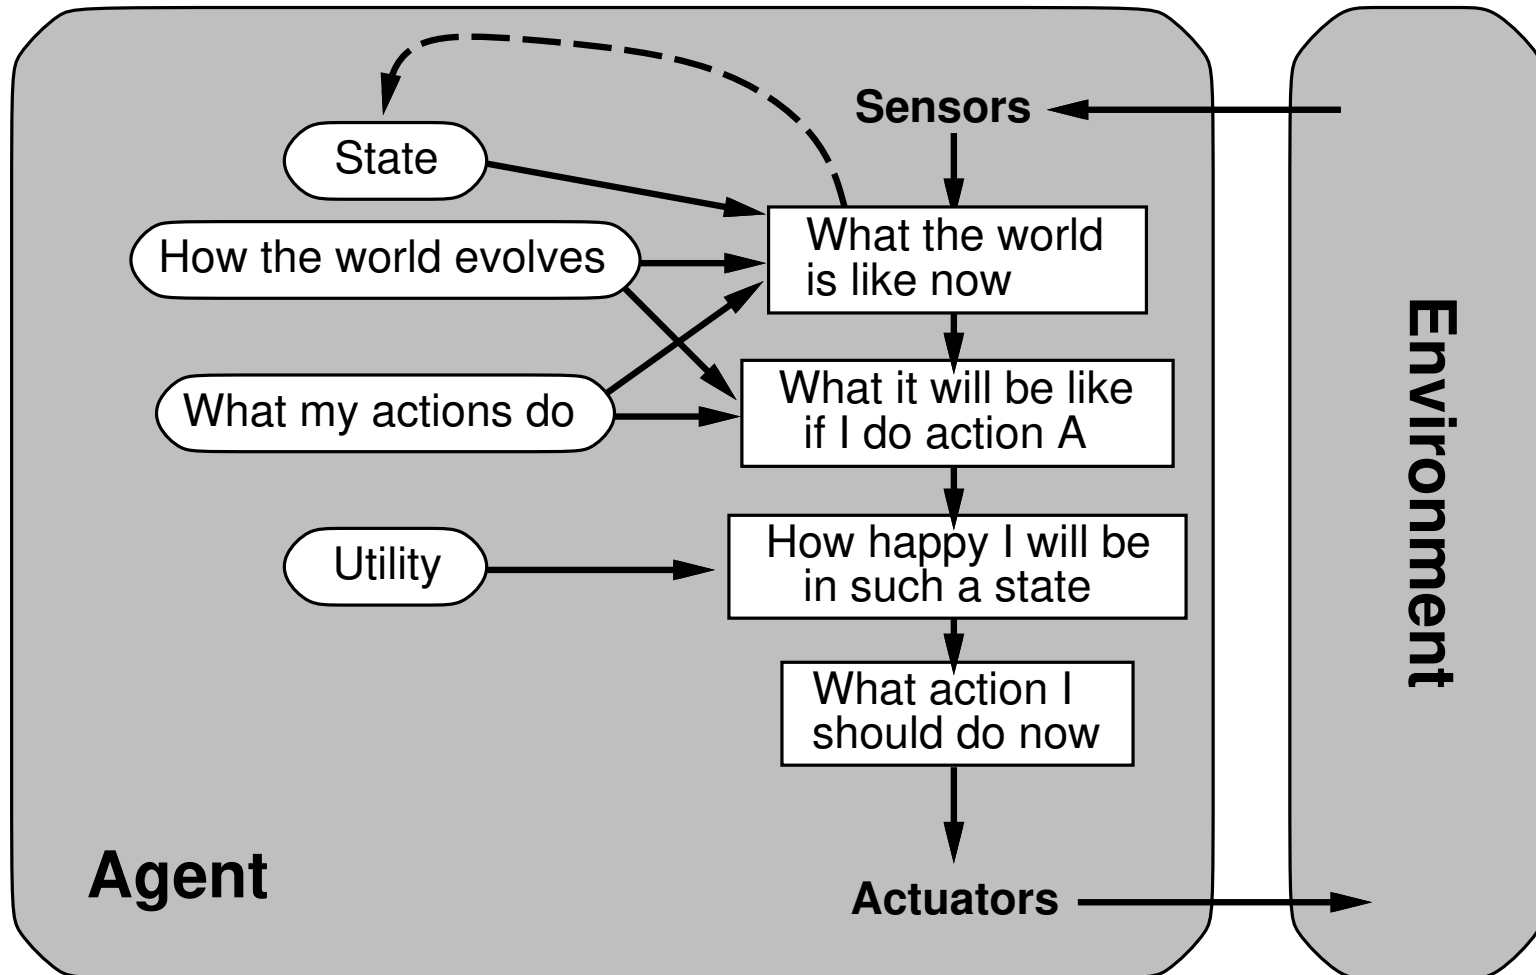 Sensors
State
What the world
is like now
How the world evolves
What it will be like
if I do action A
What my actions do
How happy I will be
in such a state
Utility
What action I
should do now
Agent
Actuators
Environment